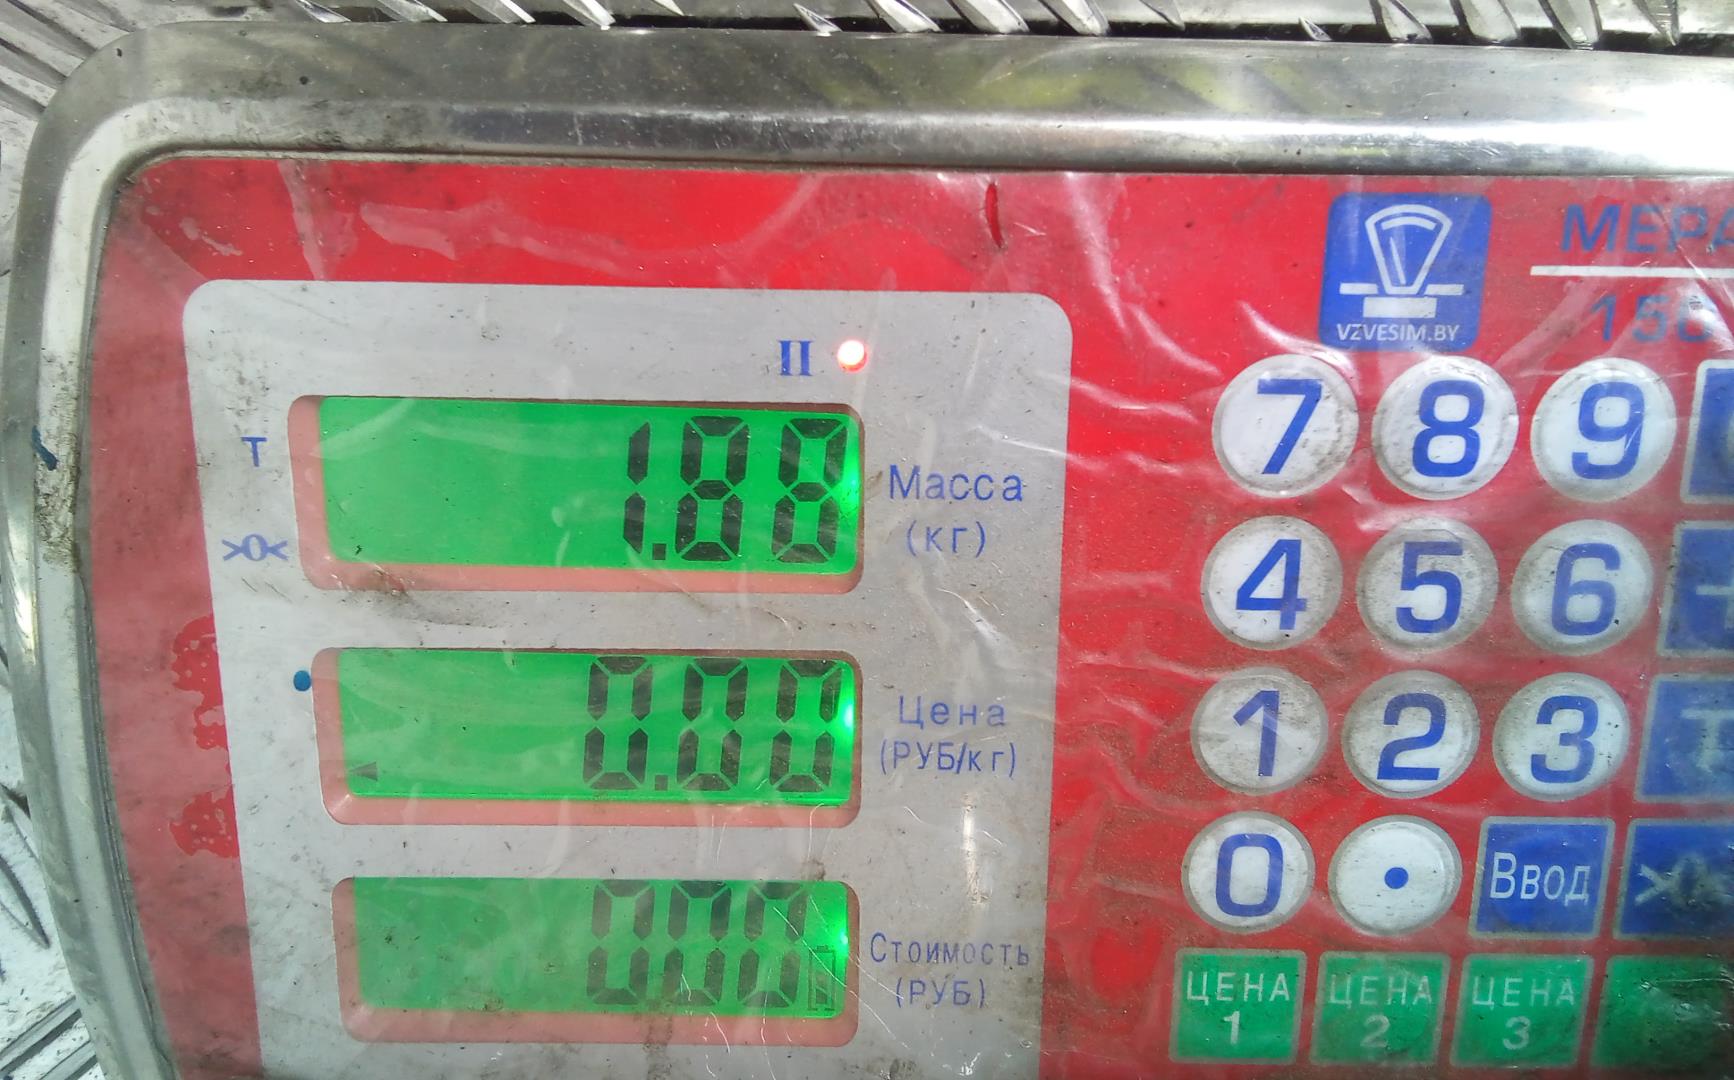 МЕРА
156
VZVESIM.BY
II
T
>0<
1.88
Масса
(кг)
0.00
Цена
(РУБ/кг)
0.00
Стоимость
(РУБ)
7 8 9
4 5 6
1 2 3
0 . Ввод
ЦЕНА 1
ЦЕНА 2
ЦЕНА 3